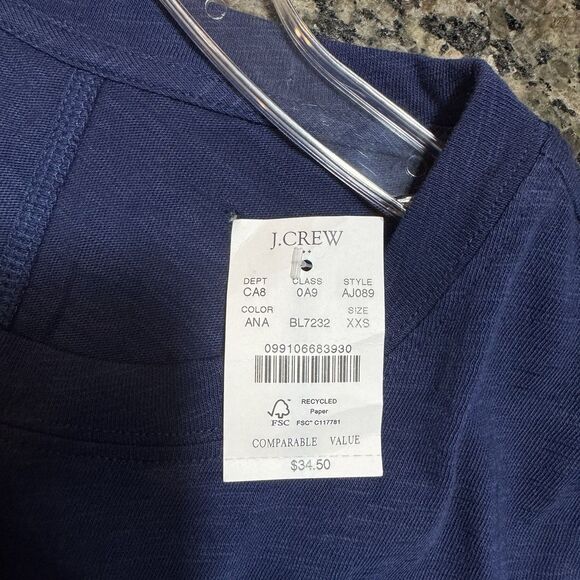 J.CREW
DEPT CLASS STYLE
CA8 0A9 AJ089
COLOR SIZE
ANA BL7232 XXS
099106683930
RECYCLED
Paper
FSC FSC® C117781
COMPARABLE VALUE
$34.50